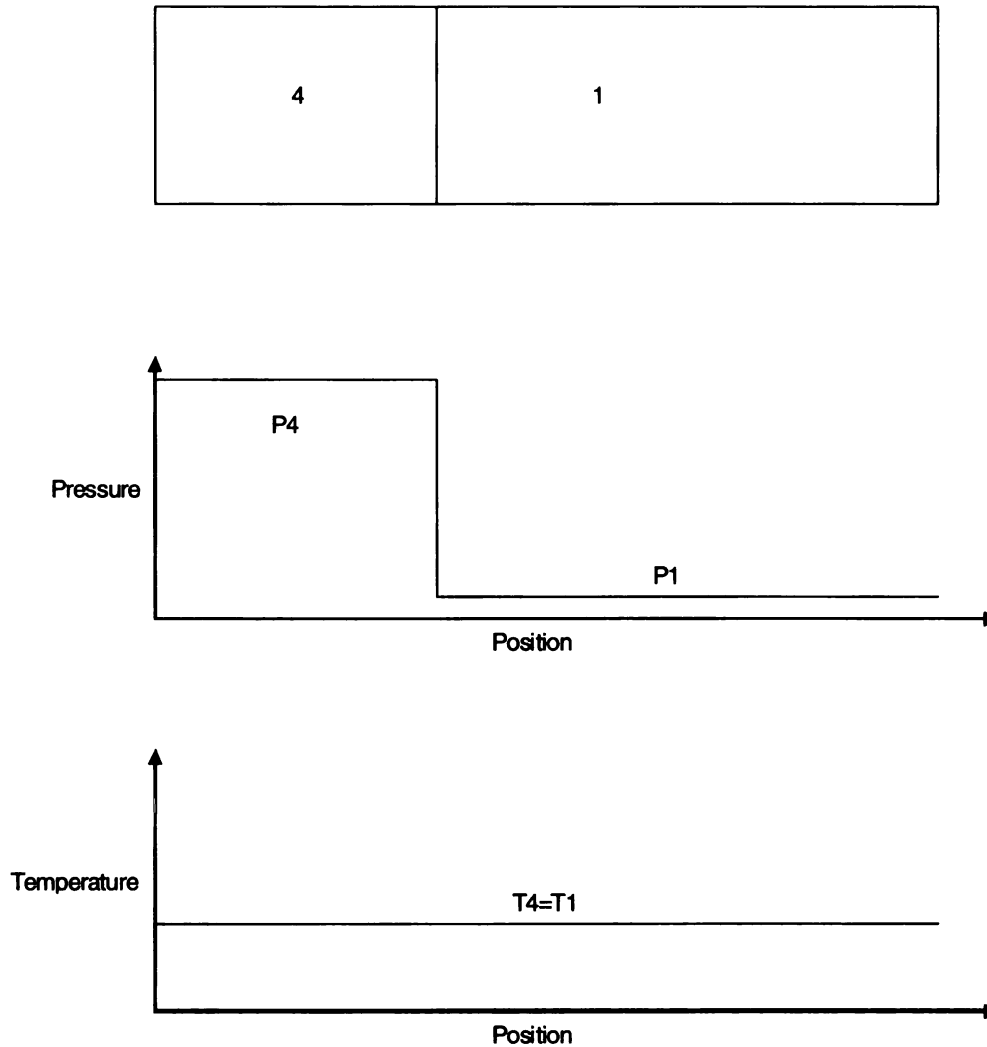 4
1
P4
Pressure
P1
Position
Temperature
T4=T1
Position